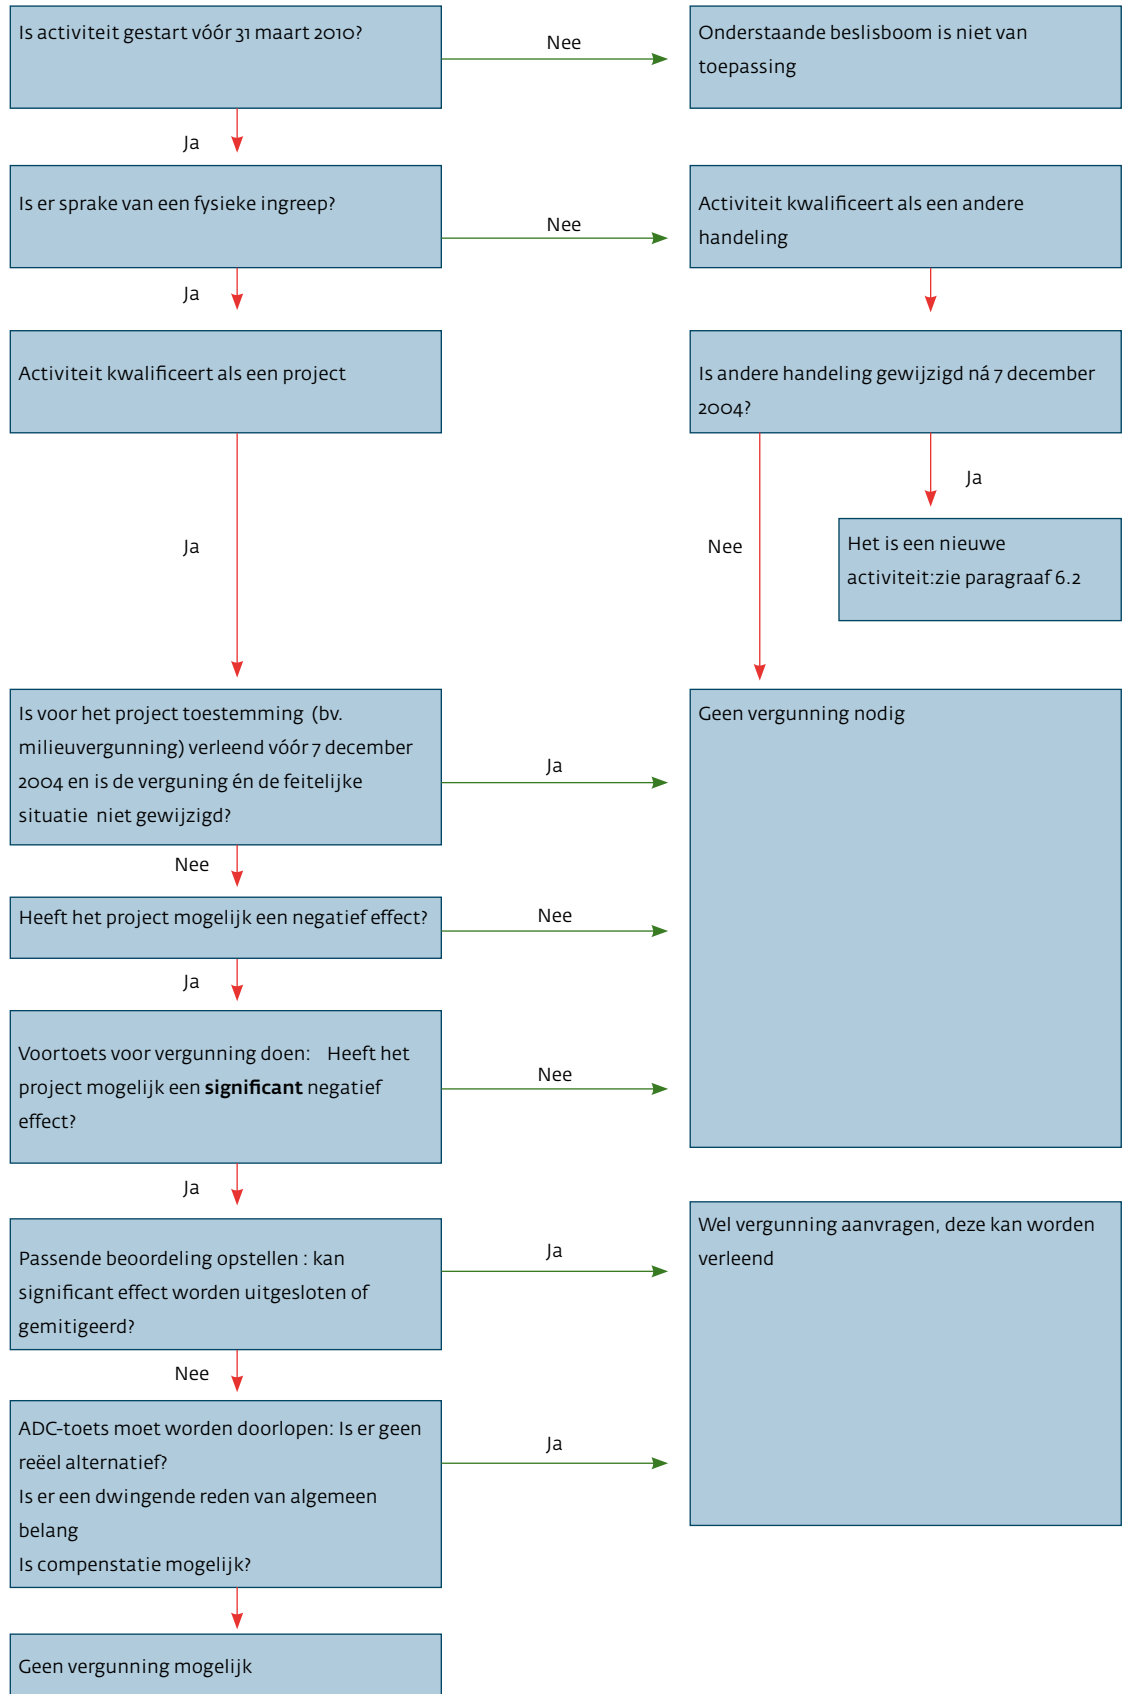 Is activiteit gestart vóór 31 maart 2010?
Nee
Onderstaande beslisboom is niet van
toepassing
Ja
Is er sprake van een fysieke ingreep?
Nee
Activiteit kwalificeert als een andere
handeling
Ja
Activiteit kwalificeert als een project
Is andere handeling gewijzigd ná 7 december
2004?
Ja
Nee
Ja
Het is een nieuwe
activiteit:zie paragraaf 6.2
Is voor het project toestemming (bv.
milieuvergunning) verleend vóór 7 december
2004 en is de verguning én de feitelijke
situatie niet gewijzigd?
Ja
Geen vergunning nodig
Nee
Heeft het project mogelijk een negatief effect?
Nee
Ja
Voortoets voor vergunning doen: Heeft het
project mogelijk een significant negatief
effect?
Nee
Ja
Passende beoordeling opstellen : kan
significant effect worden uitgesloten of
gemitigeerd?
Ja
Wel vergunning aanvragen, deze kan worden
verleend
Nee
ADC-toets moet worden doorlopen: Is er geen
reëel alternatief?
Is er een dwingende reden van algemeen
belang
Is compenstatie mogelijk?
Ja
Geen vergunning mogelijk